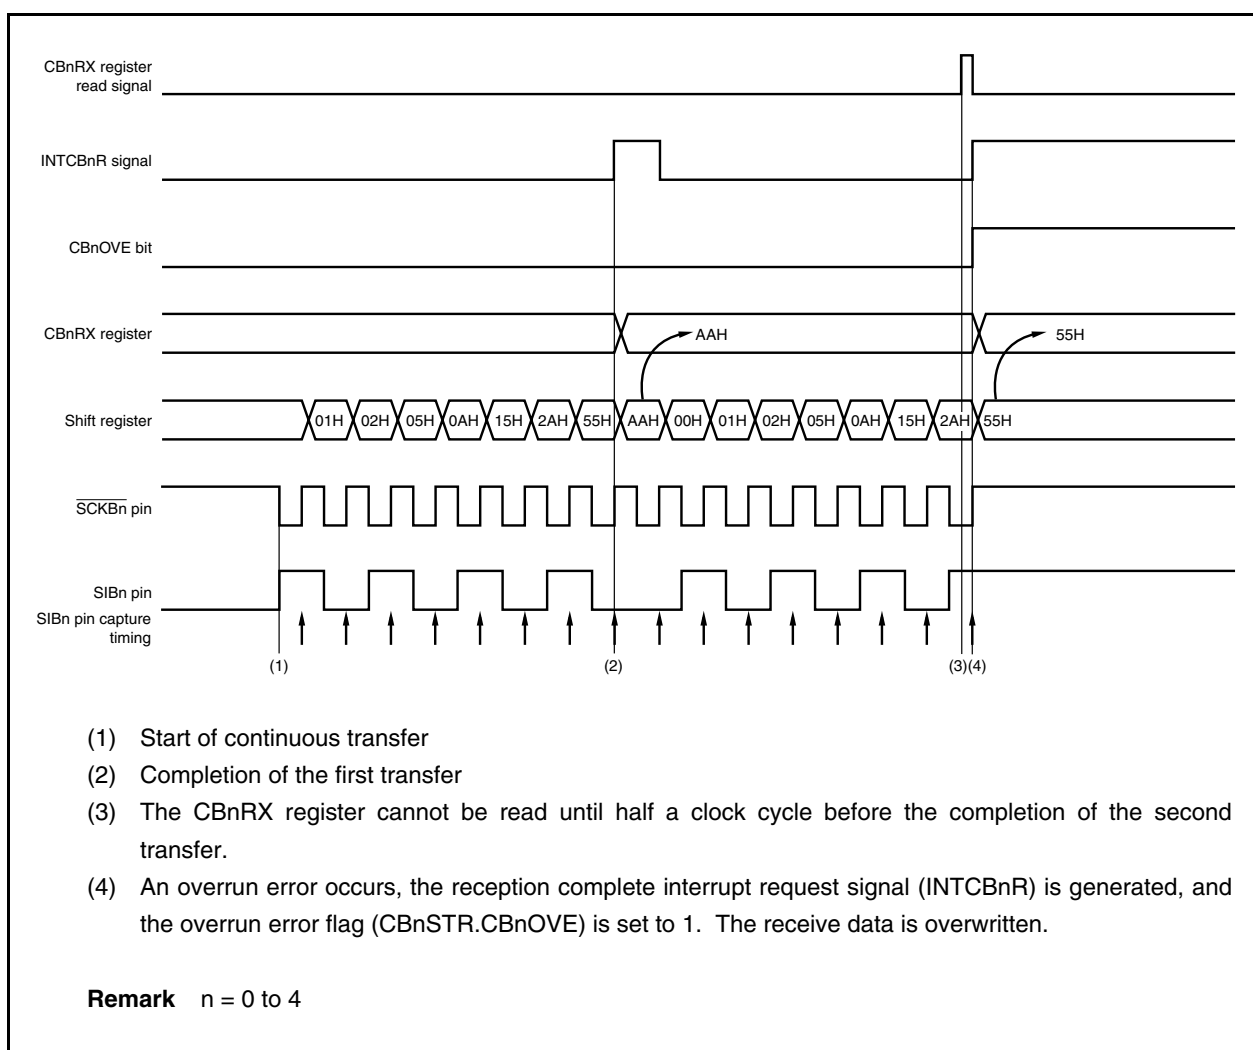 CBnRX register
read signal
INTCBnR signal
CBnOVE bit
CBnRX register
AAH
55H
Shift register
01H 02H 05H 0AH 15H 2AH 55H AAH 00H 01H 02H 05H 0AH 15H 2AH 55H
SCKBn pin
SIBn pin
SIBn pin capture
timing
(1) (2) (3)(4)
(1) Start of continuous transfer
(2) Completion of the first transfer
(3) The CBnRX register cannot be read until half a clock cycle before the completion of the second
transfer.
(4) An overrun error occurs, the reception complete interrupt request signal (INTCBnR) is generated, and
the overrun error flag (CBnSTR.CBnOVE) is set to 1. The receive data is overwritten.
Remark n = 0 to 4